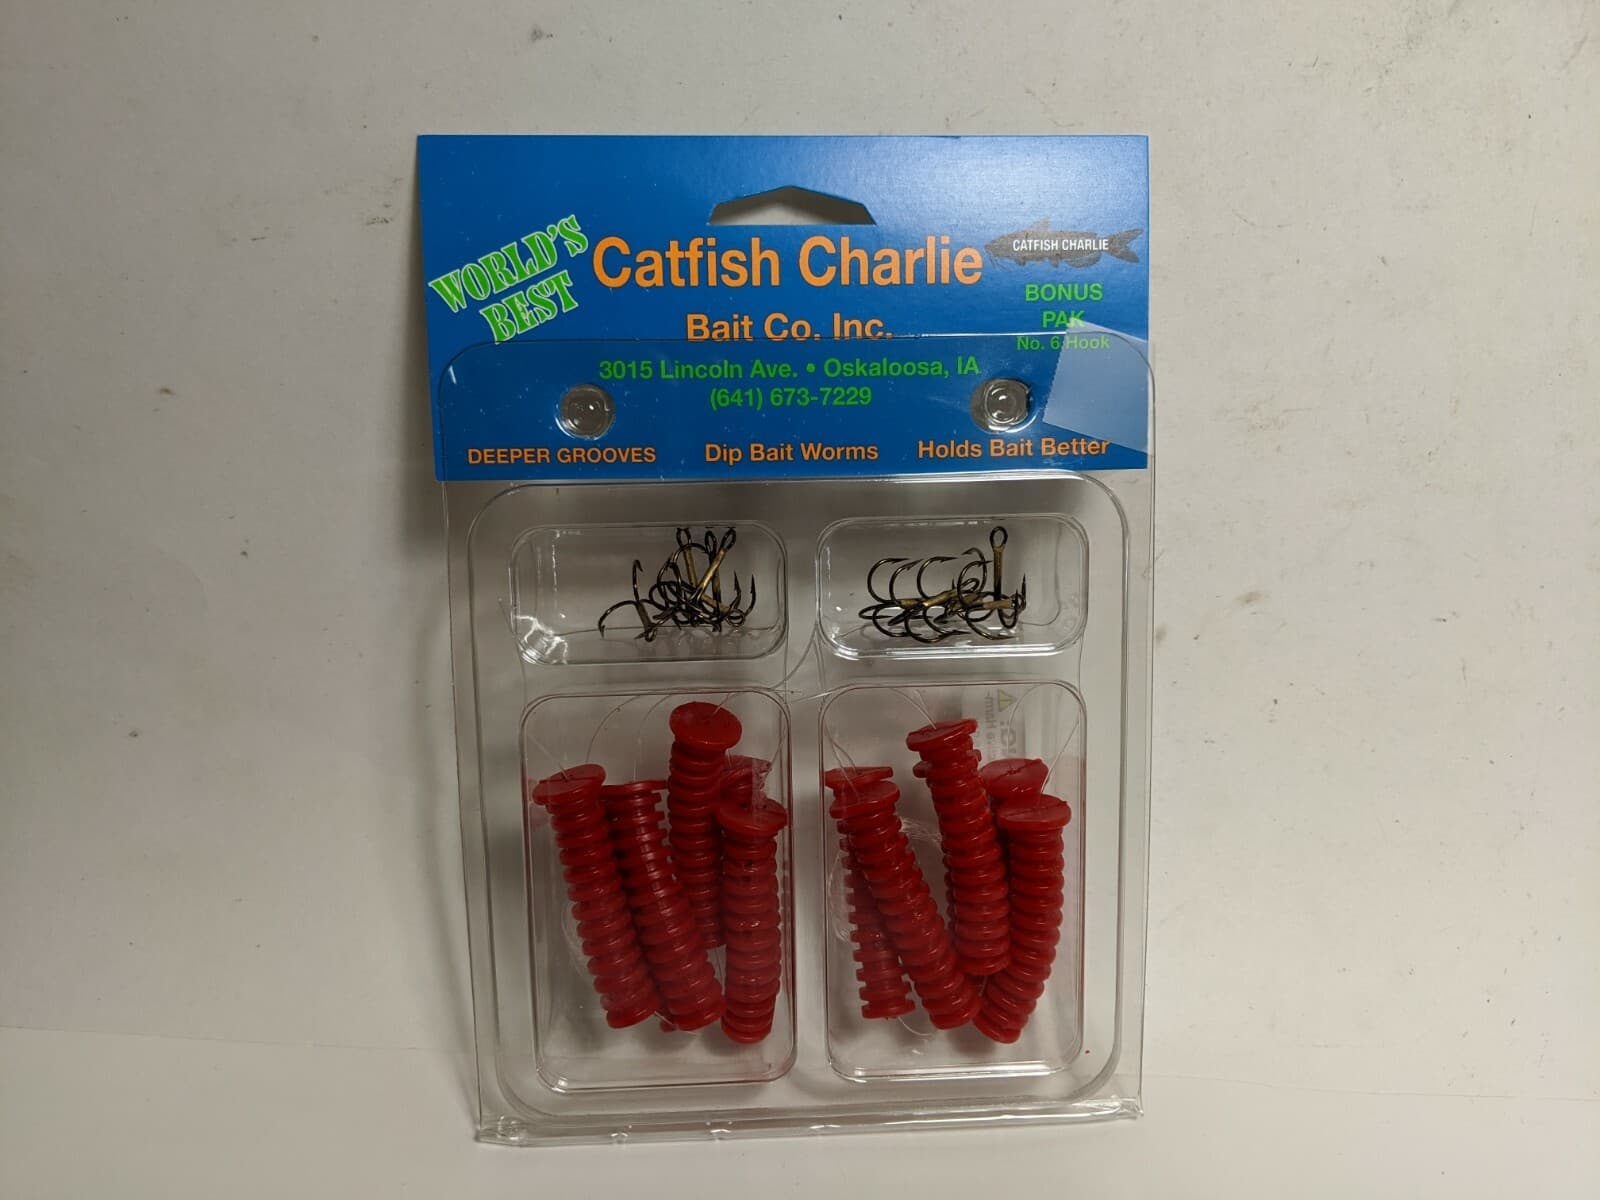 WORLD'S
BEST
Catfish Charlie
Bait Co. Inc.
CATFISH CHARLIE
BONUS
PAK
No. 6 Hook
3015 Lincoln Ave. • Oskaloosa, IA
(641) 673-7229
DEEPER GROOVES
Dip Bait Worms
Holds Bait Better